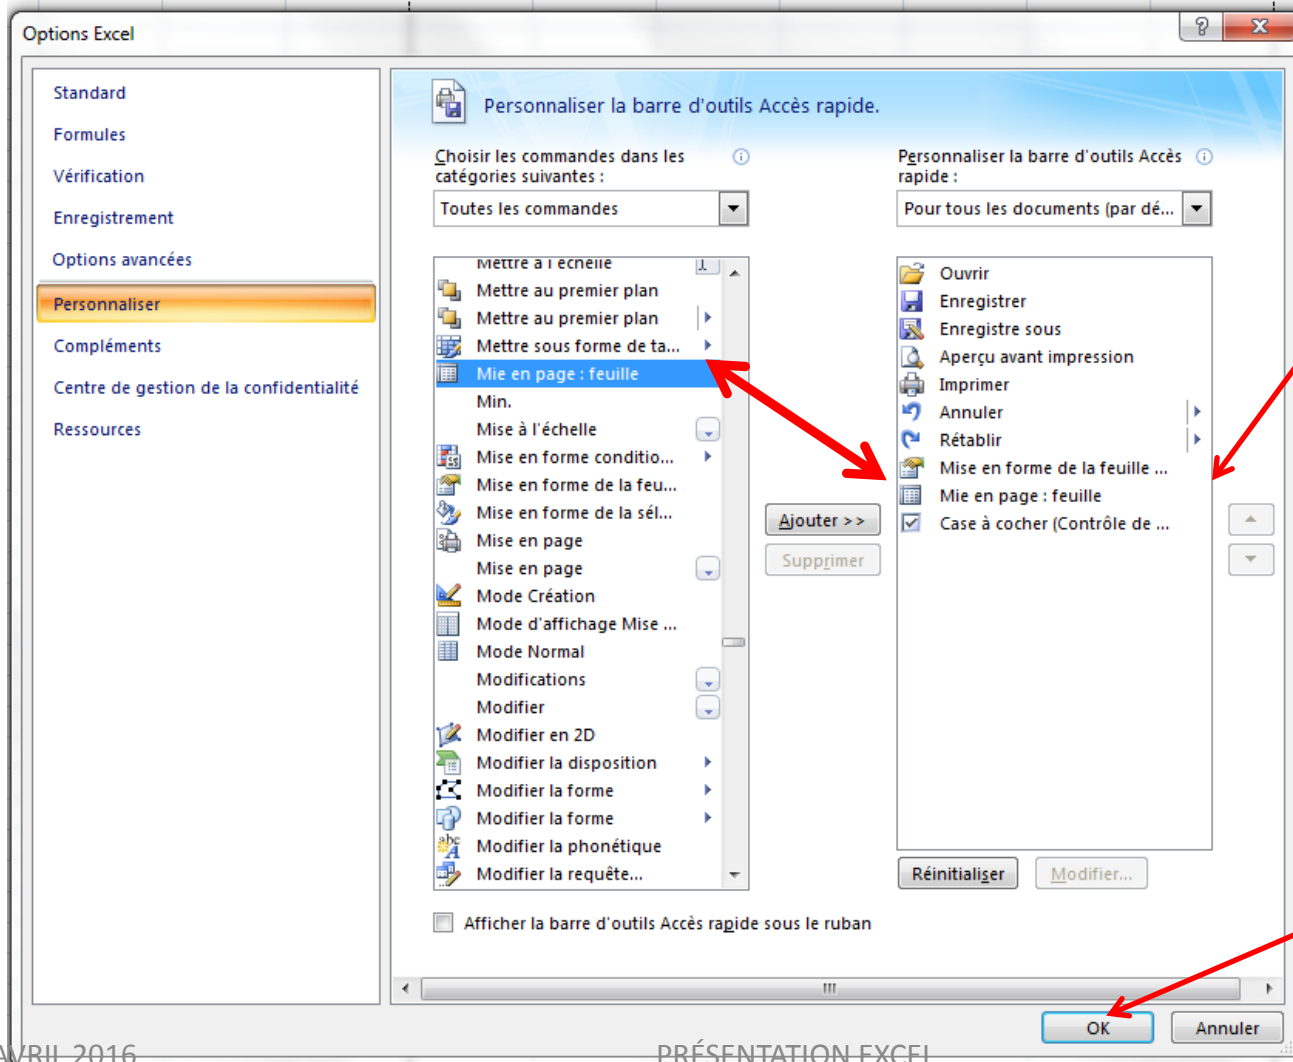 Options Excel
Standard
Formules
Vérification
Enregistrement
Options avancées
Personnaliser
Compléments
Centre de gestion de la confidentialité
Ressources
Personnaliser la barre d'outils Accès rapide.
Choisir les commandes dans les
catégories suivantes :
Toutes les commandes
Mettre à l'échelle
Mettre au premier plan
Mettre au premier plan
Mettre sous forme de ta...
Mie en page : feuille
Min.
Mise à l'échelle
Mise en forme conditio...
Mise en forme de la feu...
Mise en forme de la sél...
Mise en page
Mise en page
Mode Création
Mode d'affichage Mise ...
Mode Normal
Modifications
Modifier
Modifier en 2D
Modifier la disposition
Modifier la forme
Modifier la forme
Modifier la phonétique
Modifier la requête...
Ajouter >>
Supprimer
Personnaliser la barre d'outils Accès
rapide :
Pour tous les documents (par dé...
Ouvrir
Enregistrer
Enregistre sous
Aperçu avant impression
Imprimer
Annuler
Rétablir
Mise en forme de la feuille ...
Mie en page : feuille
Case à cocher (Contrôle de ...
Réinitialiser
Modifier...
Afficher la barre d'outils Accès rapide sous le ruban
OK
Annuler
AVRIL 2016
PRÉSENTATION EXCEL